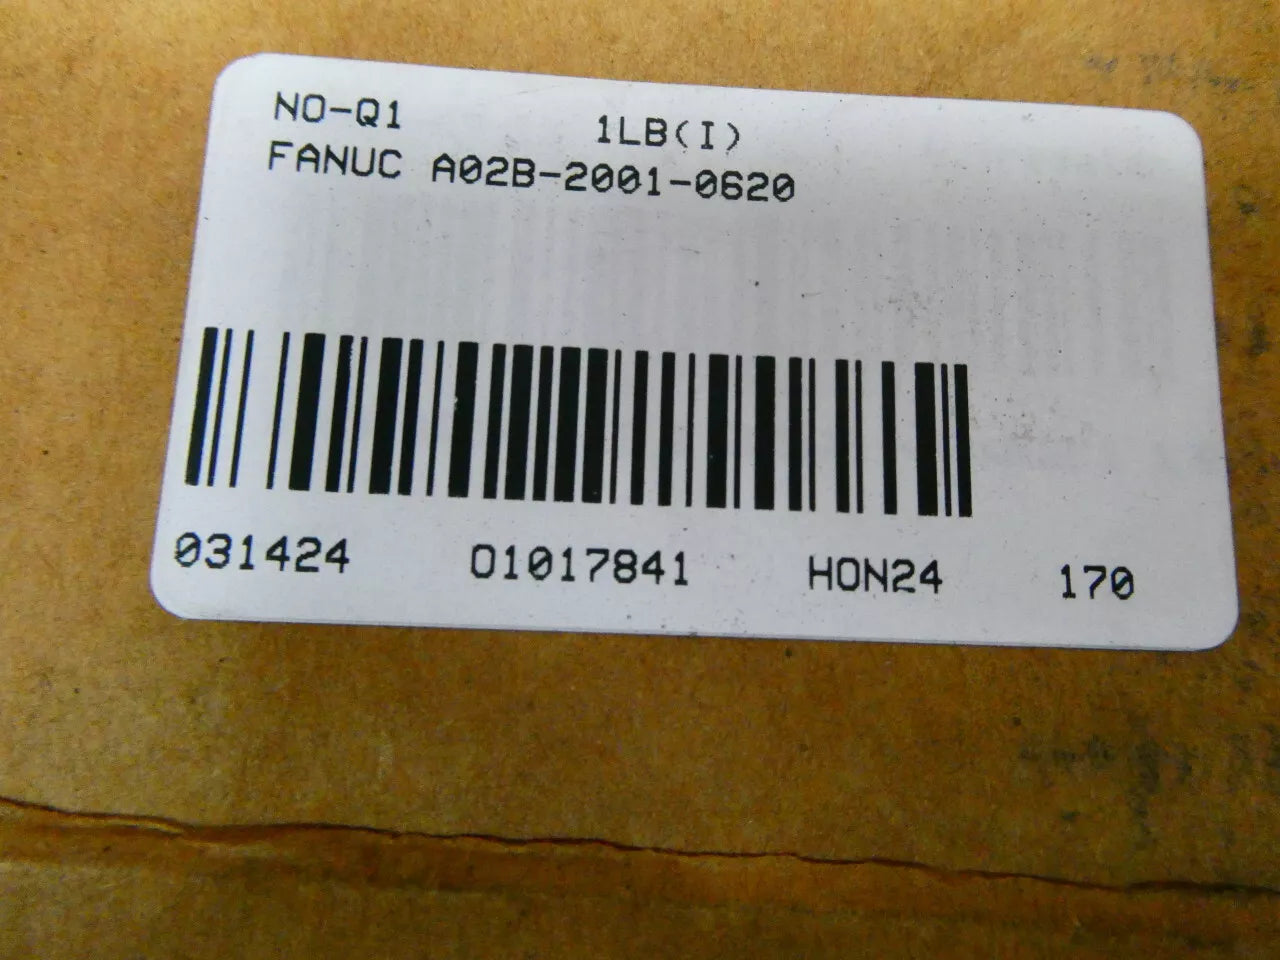 NO-Q1 1LB(I)
FANUC A02B-2001-0620
031424 01017841 HON24 170